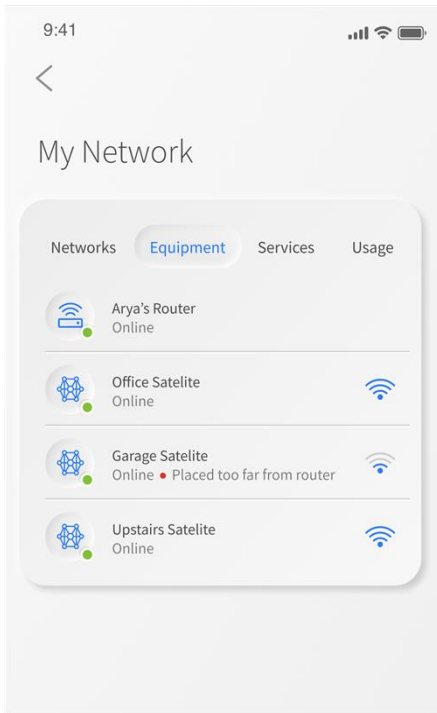 9:41
My Network
Networks Equipment Services Usage
Arya's Router
Online
Office Satelite
Online
Garage Satelite
Online • Placed too far from router
Upstairs Satelite
Online